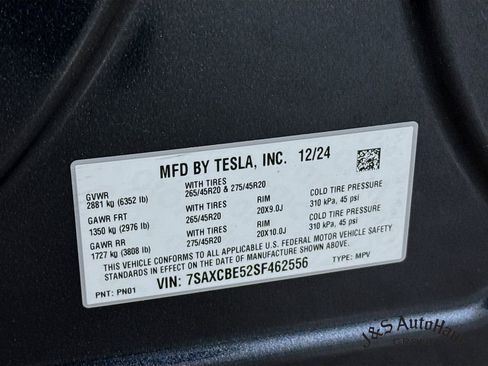 MFD BY TESLA, INC. 12/24
GVWR WITH TIRES
2881 kg (6352 lb) 265/45R20 & 275/45R20
GAWR FRT WITH TIRES RIM COLD TIRE PRESSURE
1350 kg (2976 lb) 265/45R20 20X9.0J 310 kPa, 45 psi
GAWR RR WITH TIRES RIM COLD TIRE PRESSURE
1727 kg (3808 lb) 275/45R20 20X10.0J 310 kPa, 45 psi
THIS VEHICLE CONFORMS TO ALL APPLICABLE U.S. FEDERAL MOTOR VEHICLE SAFETY
STANDARDS IN EFFECT ON THE DATE OF MANUFACTURE SHOWN ABOVE.
PNT: PN01 VIN: 7SAXCBE52SF462556 TYPE: MPV
J&S AutoHaus
GROUP